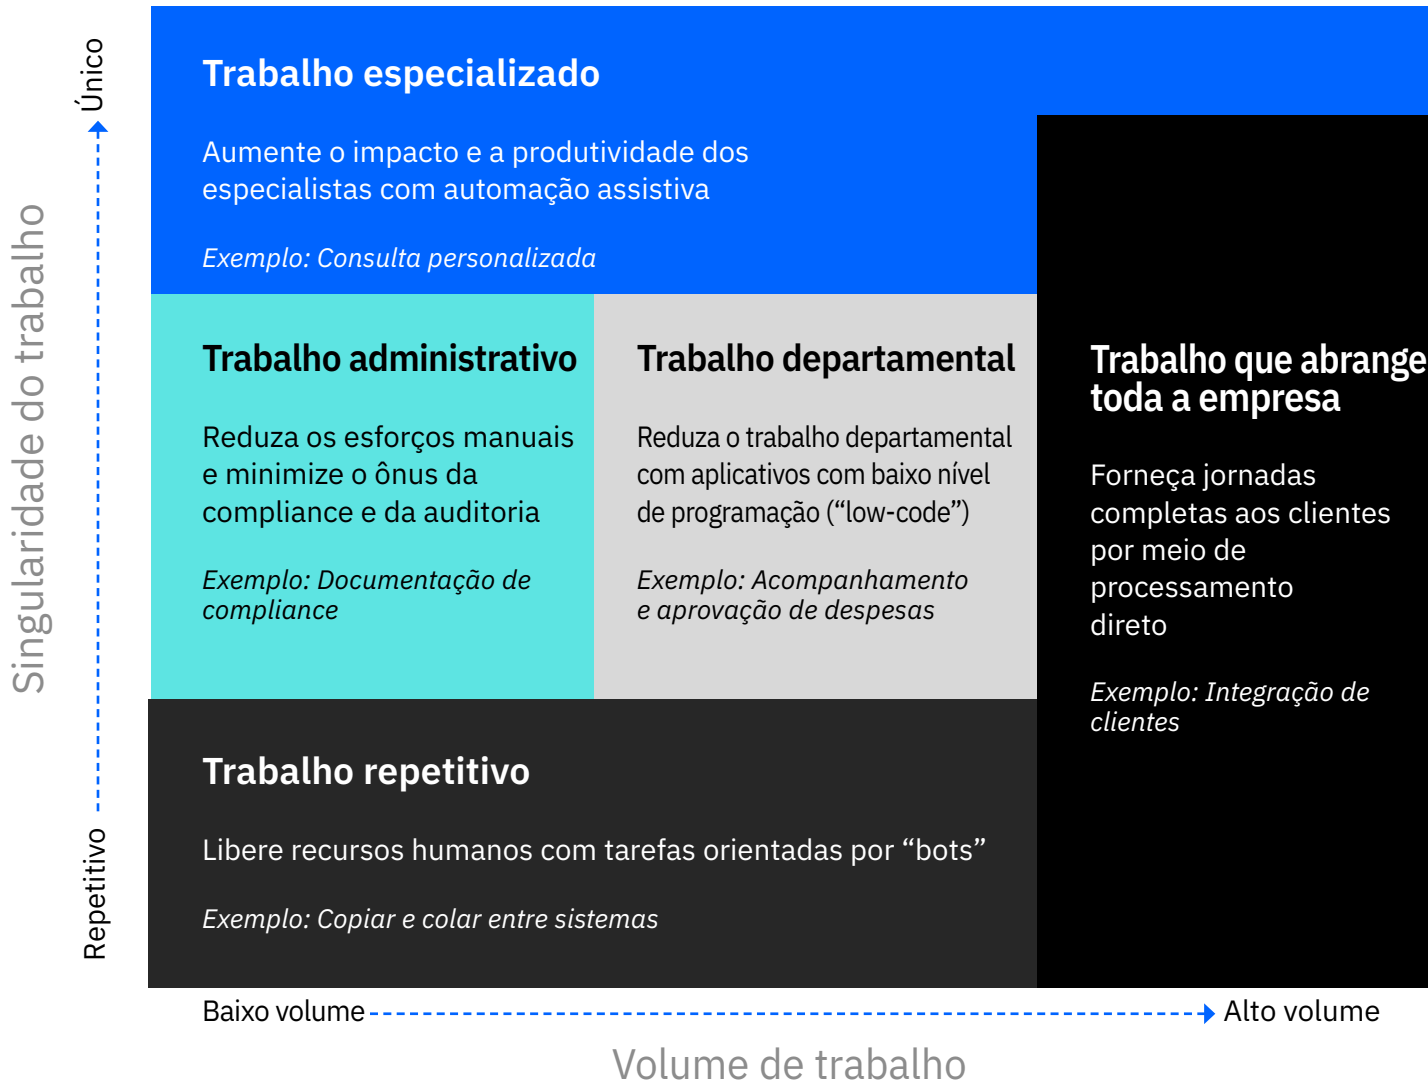 Singularidade do trabalho
Único
Repetitivo
Trabalho especializado
Aumente o impacto e a produtividade dos
especialistas com automação assistiva
Exemplo: Consulta personalizada
Trabalho administrativo
Reduza os esforços manuais
e minimize o ônus da
compliance e da auditoria
Exemplo: Documentação de
compliance
Trabalho departamental
Reduza o trabalho departamental
com aplicativos com baixo nível
de programação (“low-code”)
Exemplo: Acompanhamento
e aprovação de despesas
Trabalho que abrange
toda a empresa
Forneça jornadas
completas aos clientes
por meio de
processamento
direto
Exemplo: Integração de
clientes
Trabalho repetitivo
Libere recursos humanos com tarefas orientadas por “bots”
Exemplo: Copiar e colar entre sistemas
Baixo volume
Alto volume
Volume de trabalho